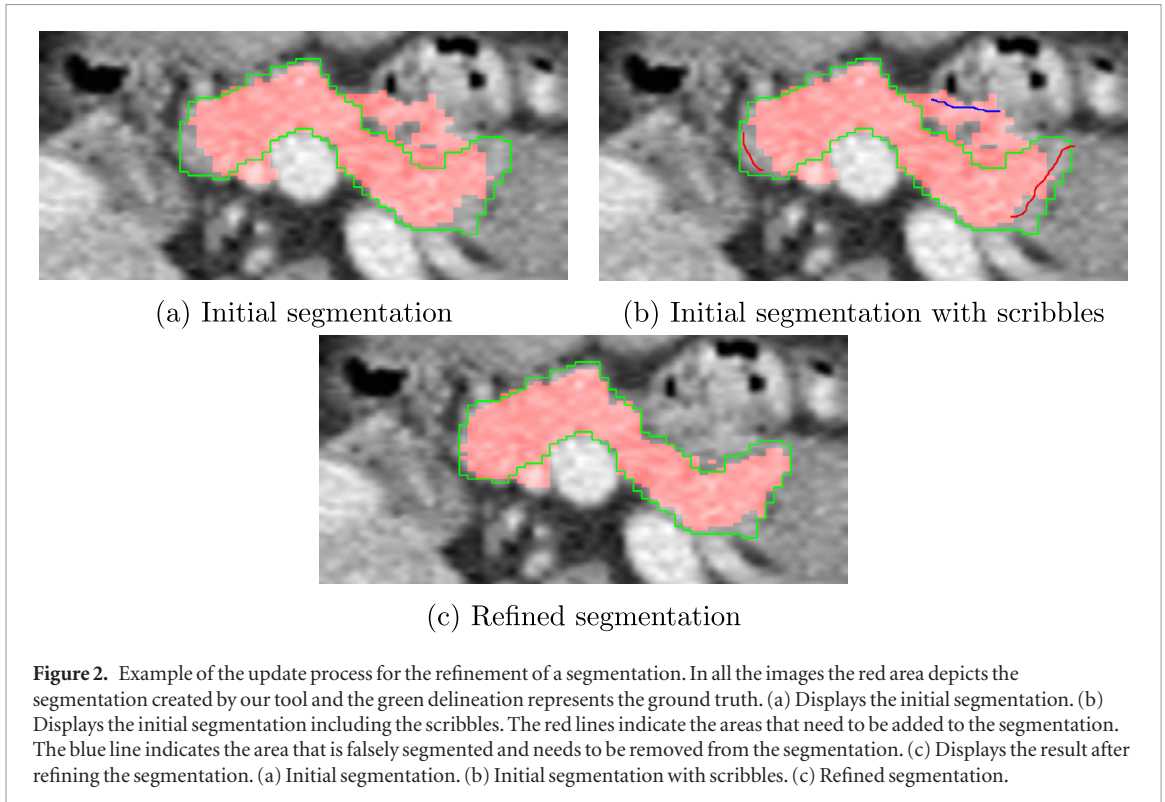 (a) Initial segmentation
(b) Initial segmentation with scribbles
(c) Refined segmentation
Figure 2. Example of the update process for the refinement of a segmentation. In all the images the red area depicts the
segmentation created by our tool and the green delineation represents the ground truth. (a) Displays the initial segmentation. (b)
Displays the initial segmentation including the scribbles. The red lines indicate the areas that need to be added to the segmentation.
The blue line indicates the area that is falsely segmented and needs to be removed from the segmentation. (c) Displays the result after
refining the segmentation. (a) Initial segmentation. (b) Initial segmentation with scribbles. (c) Refined segmentation.